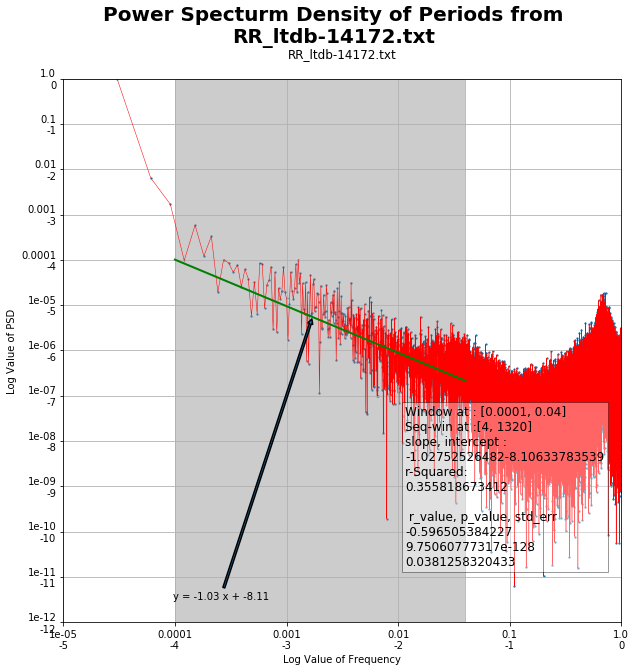 Power Specturm Density of Periods from
RR_ltdb-14172.txt
RR_ltdb-14172.txt
Log Value of PSD
1.0
0
0.1
-1
0.01
-2
0.001
-3
0.0001
-4
1e-05
-5
1e-06
-6
1e-07
-7
1e-08
-8
1e-09
-9
1e-10
-10
1e-11
-11
1e-12
-12
Window at : [0.0001, 0.04]
Seq-win at :[4, 1320]
slope, intercept :
-1.02752526482-8.10633783539
r-Squared:
0.355818673412
r_value, p_value, std_err
-0.596505384227
9.75060777317e-128
0.0381258320433
y = -1.03 x + -8.11
1e-05
-5
0.0001
-4
0.001
-3
0.01
-2
0.1
-1
1.0
0
Log Value of Frequency